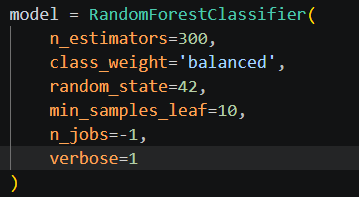 model = RandomForestClassifier(
    n_estimators=300,
    class_weight='balanced',
    random_state=42,
    min_samples_leaf=10,
    n_jobs=-1,
    verbose=1
)